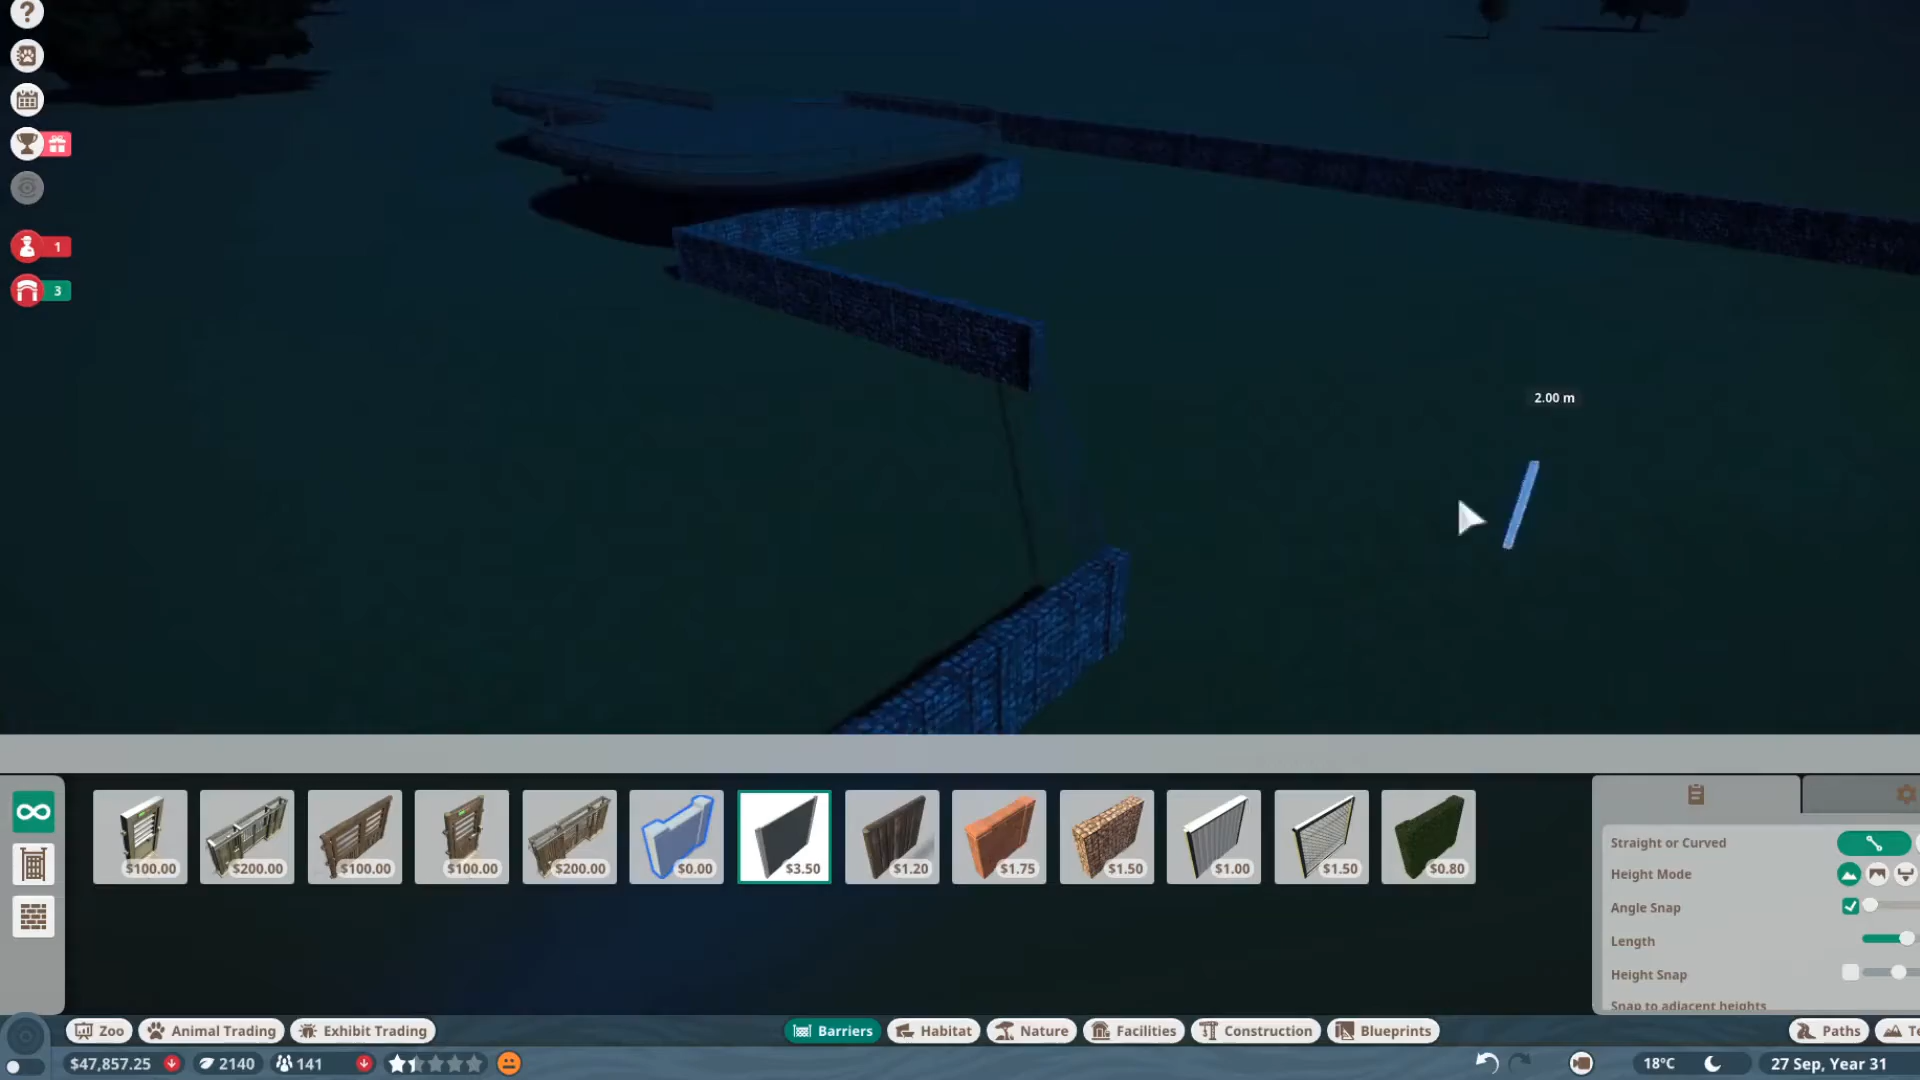 ?
1
3
2.00 m
$100.00
$200.00
$100.00
$100.00
$200.00
$0.00
$3.50
$1.20
$1.75
$1.50
$1.00
$1.50
$0.80
Straight or Curved
Height Mode
Angle Snap
Length
Height Snap
Snap to adjacent heights
Zoo
Animal Trading
Exhibit Trading
Barriers
Habitat
Nature
Facilities
Construction
Blueprints
Paths
Te
$47,857.25
2140
141
18°C
27 Sep, Year 31